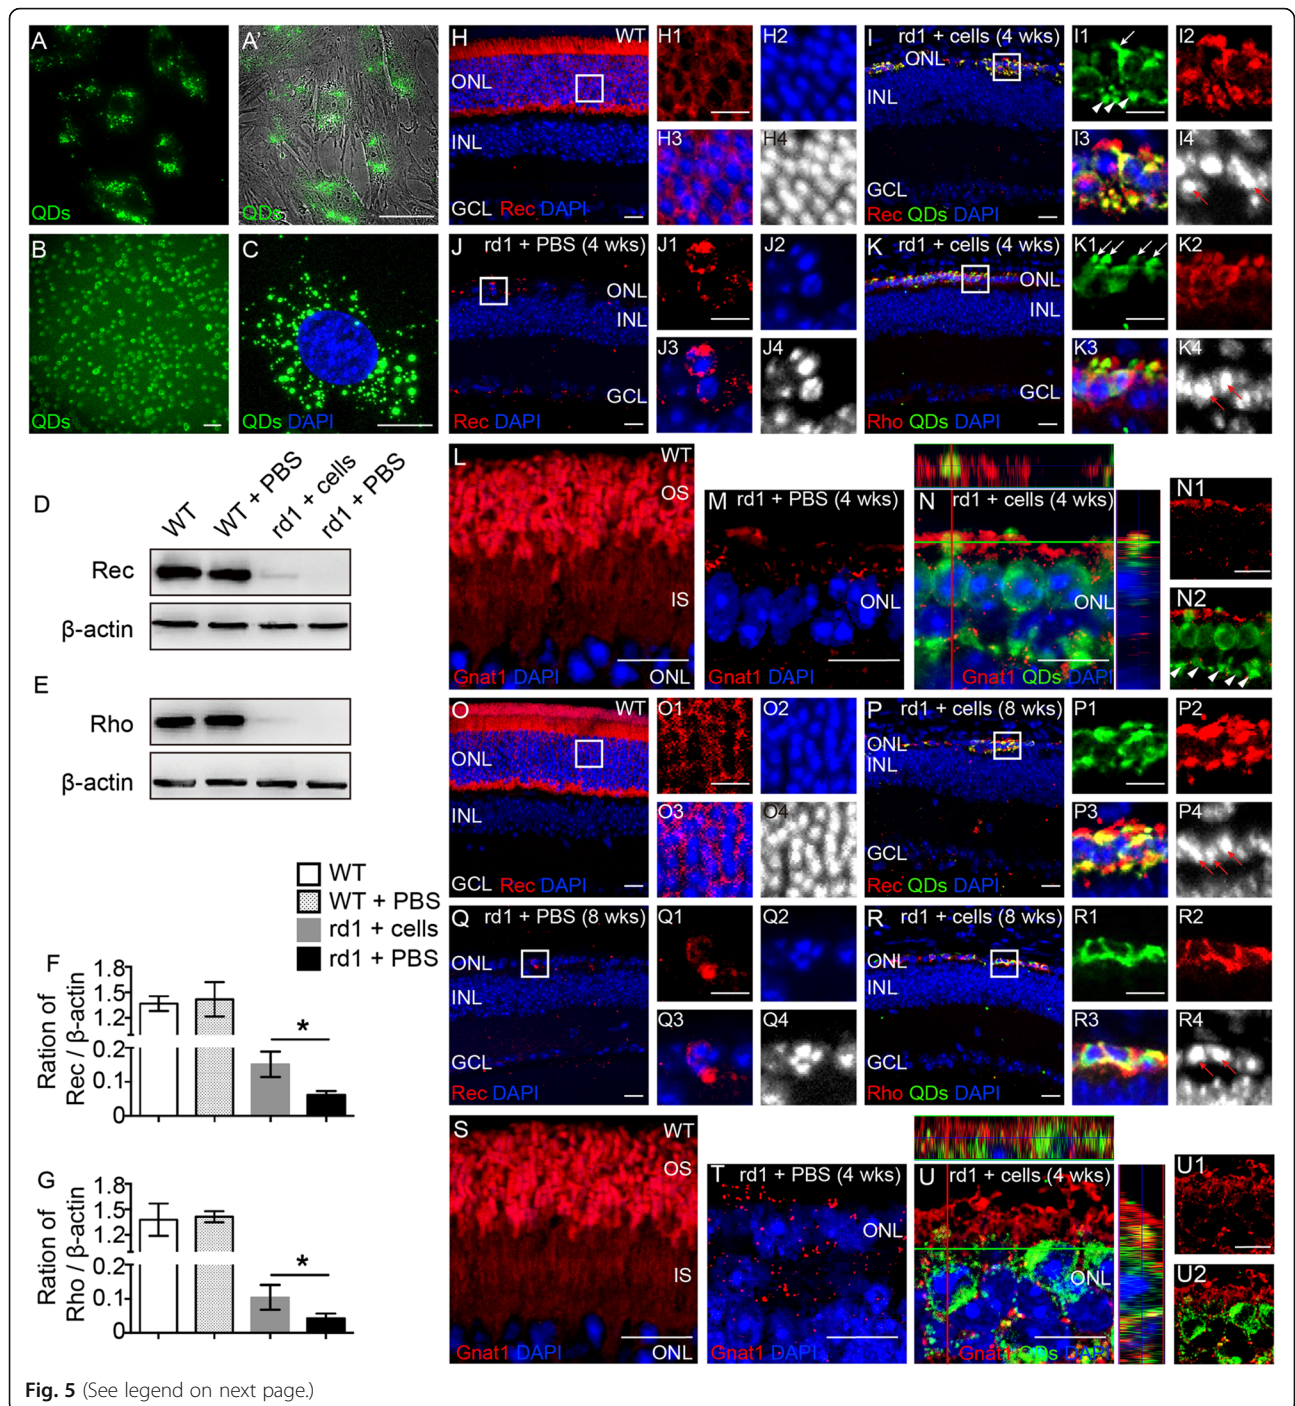 A
QDs
A'
QDs
B
QDs
C
QDs DAPI
H
WT
ONL
INL
GCL Rec DAPI
H1
H2
H3
H4
I
rd1 + cells (4 wks)
ONL
INL
GCL
Rec QDs DAPI
I1
I2
I3
I4
J
rd1 + PBS (4 wks)
ONL
INL
GCL
Rec DAPI
J1
J2
J3
J4
K
rd1 + cells (4 wks)
ONL
INL
GCL
Rho QDs DAPI
K1
K2
K3
K4
D
WT
WT + PBS
rd1 + cells
rd1 + PBS
Rec
β-actin
E
Rho
β-actin
L
WT
OS
IS
Gnat1 DAPI
ONL
M
rd1 + PBS (4 wks)
ONL
Gnat1 DAPI
N
rd1 + cells (4 wks)
ONL
Gnat1 QDs DAPI
N1
N2
WT
WT + PBS
rd1 + cells
rd1 + PBS
F
1.8
1.5
1.2
0.2
0.1
0
Ration of
Rec / β-actin
*
G
1.8
1.5
1.2
0.2
0.1
0
Ration of
Rho / β-actin
*
O
WT
ONL
INL
GCL Rec DAPI
O1
O2
O3
O4
P
rd1 + cells (8 wks)
ONL
INL
GCL
Rec QDs DAPI
P1
P2
P3
P4
Q
rd1 + PBS (8 wks)
ONL
INL
GCL
Rec DAPI
Q1
Q2
Q3
Q4
R
rd1 + cells (8 wks)
ONL
INL
GCL
Rho QDs DAPI
R1
R2
R3
R4
S
WT
OS
IS
Gnat1 DAPI
ONL
T
rd1 + PBS (4 wks)
ONL
Gnat1 DAPI
U
rd1 + cells (4 wks)
ONL
Gnat1 QDs DAPI
U1
U2
Fig. 5 (See legend on next page.)